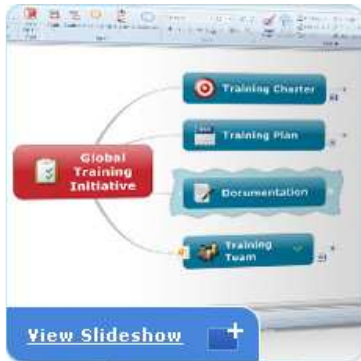 Training Charter
Training Plan
Global
Training
Initiative
Documentation
Training
Team
View Slideshow